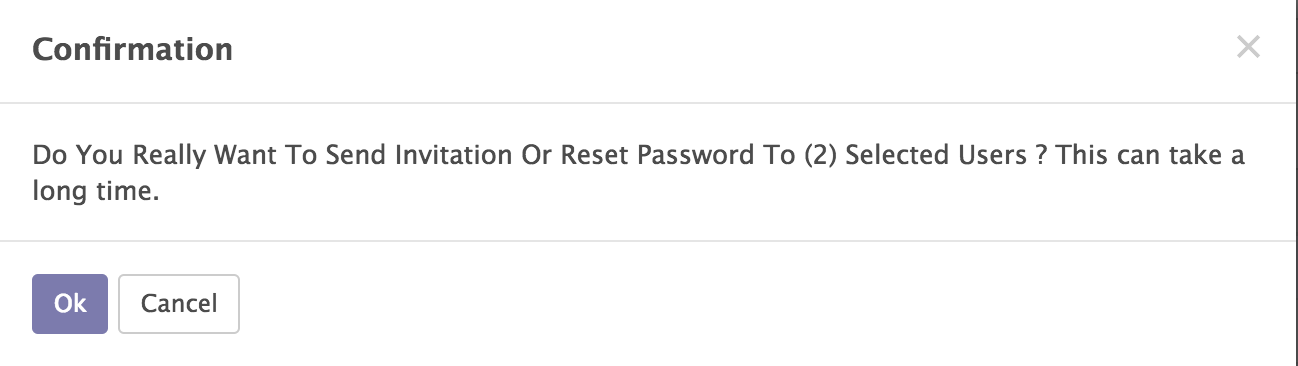 Confirmation
Do You Really Want To Send Invitation Or Reset Password To (2) Selected Users ? This can take a
long time.
Ok
Cancel